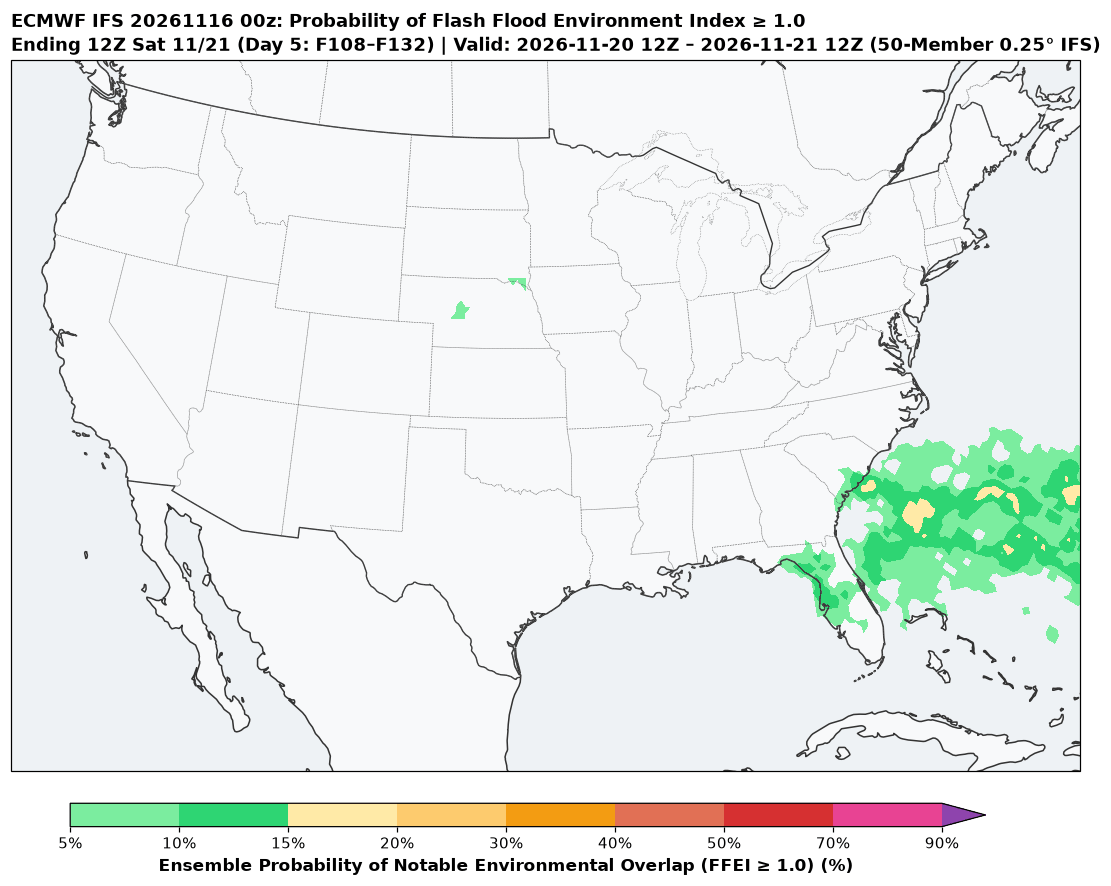 ECMWF IFS 20261116 00z: Probability of Flash Flood Environment Index ≥ 1.0
Ending 12Z Sat 11/21 (Day 5: F108–F132) | Valid: 2026-11-20 12Z – 2026-11-21 12Z (50-Member 0.25° IFS)
5% 10% 15% 20% 30% 40% 50% 70% 90%
Ensemble Probability of Notable Environmental Overlap (FFEI ≥ 1.0) (%)